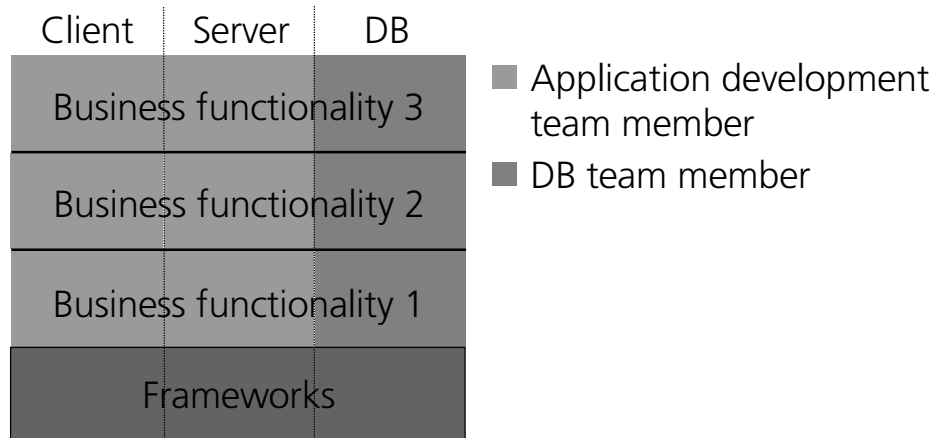 Client Server DB
Business functionality 3
Business functionality 2
Business functionality 1
Frameworks
Application development
team member
DB team member